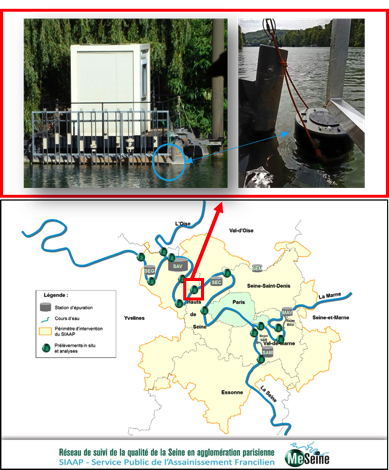 L'Oise
Val-d'Oise
SAV
SEG
SEC
Seine-Saint-Denis
La Marne
Légende :
Station d'épuration
Cours d'eau
Périmètre d'intervention
du SIAAP
Prélèvements in situ
et analyses
Yvelines
Hauts
de
Seine
Paris
MAV
Seine-et-Marne
Val-de-Marne
SAM
Essonne
La Seine
Réseau de suivi de la qualité de la Seine en agglomération parisienne
SIAAP - Service Public de l'Assainissement Francilien
MeSeine